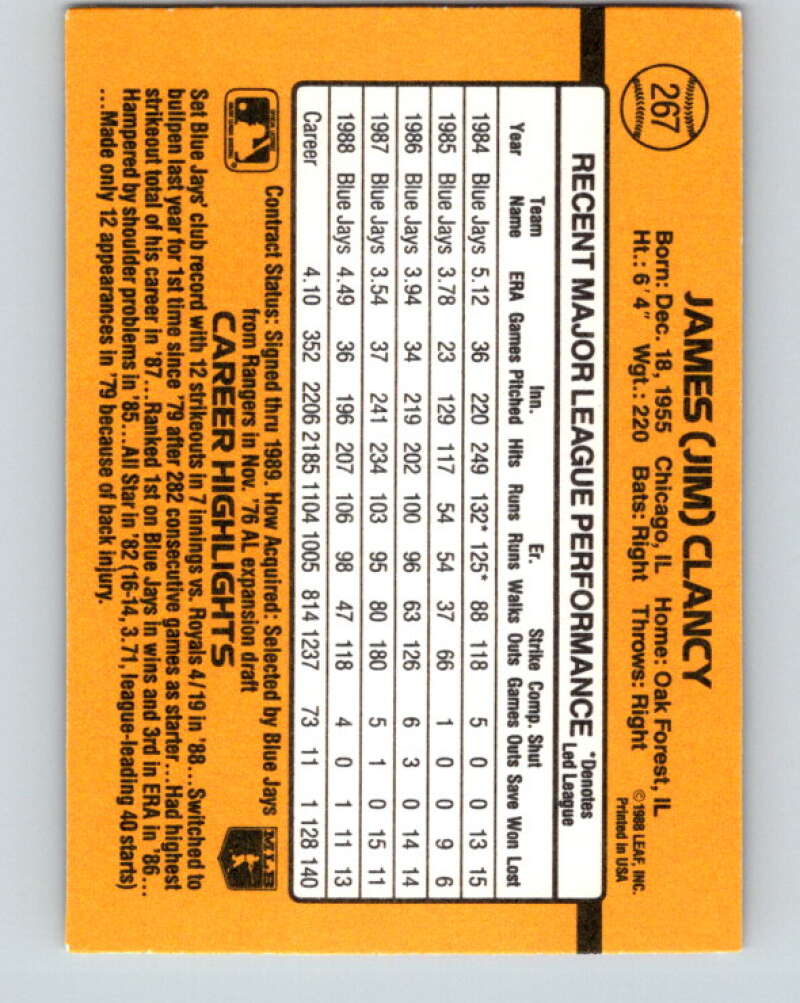 267
JAMES (JIM) CLANCY
Born: Dec. 18, 1955 Chicago, IL Home: Oak Forest, IL
Ht.: 6' 4" Wgt.: 220 Bats: Right Throws: Right
©1988 LEAF, INC.
Printed in USA
RECENT MAJOR LEAGUE PERFORMANCE
*Denotes
Led League
Team Inn. Er. Strike Comp. Shut
Year Name ERA Games Pitched Hits Runs Runs Walks Outs Games Outs Save Won Lost
1984 Blue Jays 5.12 36 220 249 132* 125* 88 118 5 0 0 13 15
1985 Blue Jays 3.78 23 129 117 54 54 37 66 1 0 0 9 6
1986 Blue Jays 3.94 34 219 202 100 96 63 126 6 3 0 14 14
1987 Blue Jays 3.54 37 241 234 103 95 80 180 5 1 0 15 11
1988 Blue Jays 4.49 36 196 207 106 98 47 118 4 0 1 11 13
Career 4.10 352 2206 2185 1104 1005 814 1237 73 11 1 128 140
Contract Status: Signed thru 1989. How Acquired: Selected by Blue Jays
from Rangers in Nov. '76 AL expansion draft
MLB
CAREER HIGHLIGHTS
Set Blue Jays' club record with 12 strikeouts in 7 innings vs. Royals 4/19 in '88....Switched to
bullpen last year for 1st time since '79 after 282 consecutive games as starter....Had highest
strikeout total of his career in '87....Ranked 1st on Blue Jays in wins and 3rd in ERA in '86...
Hampered by shoulder problems in '85....All Star in '82 (16-14, 3.71, league-leading 40 starts)
...Made only 12 appearances in '79 because of back injury.